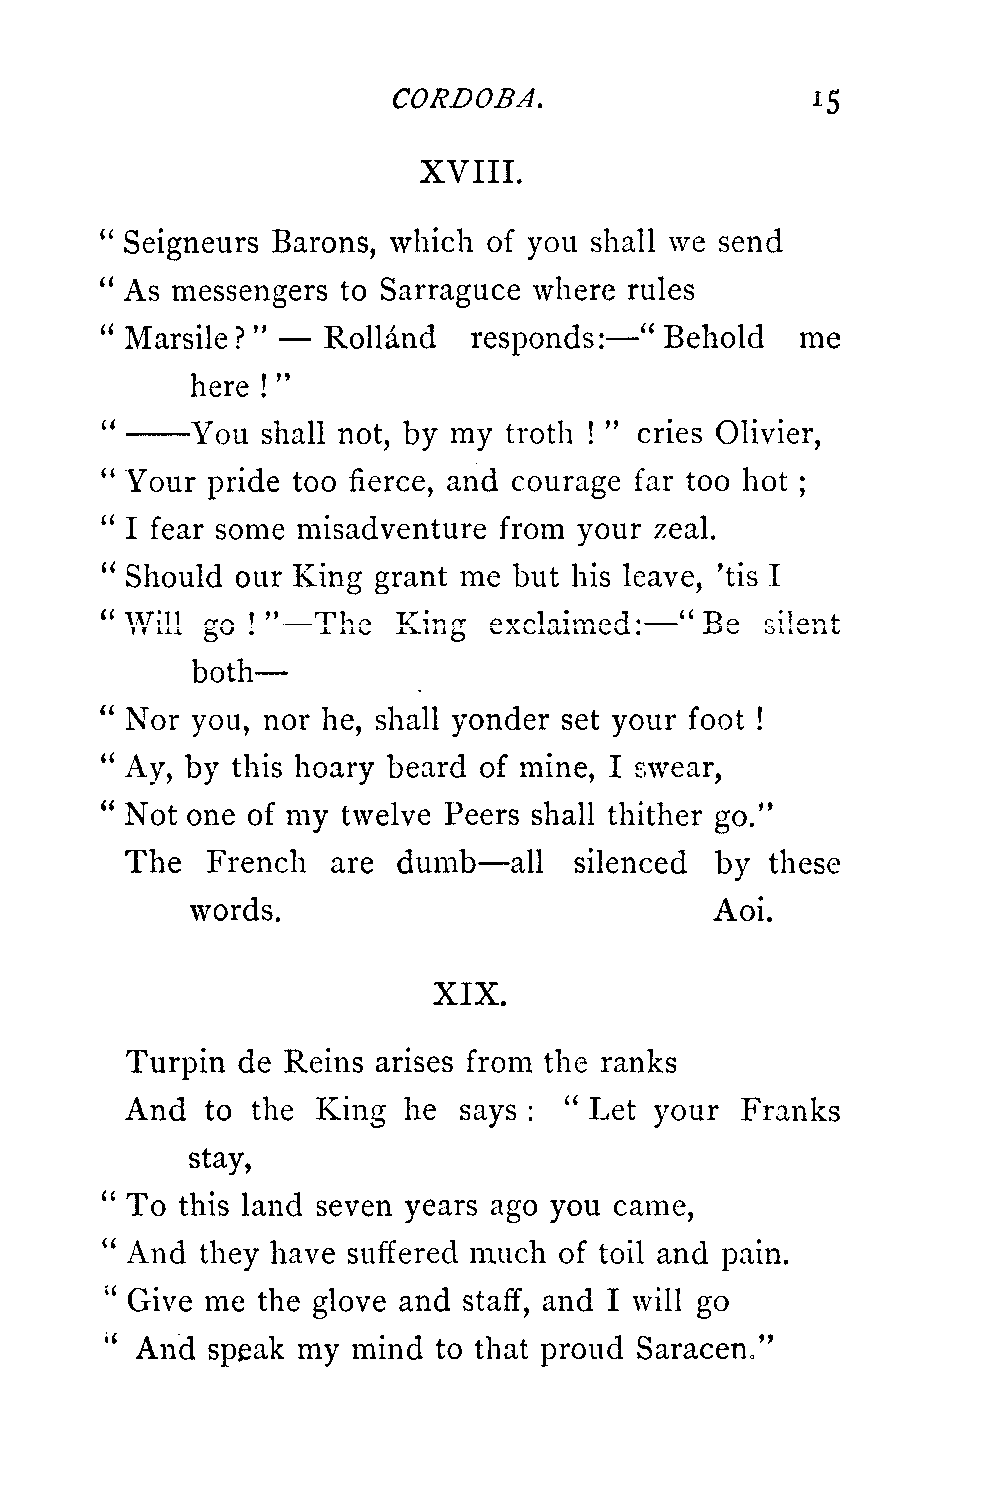 CORDOBA. 15
XVIII.
“ Seigneurs Barons, which of you shall we send
“ As messengers to Sarraguce where rules
“ Marsile ? ” — Rollánd responds:—“ Behold me
here ! ”
“ ——You shall not, by my troth ! ” cries Olivier,
“ Your pride too fierce, and courage far too hot ;
“ I fear some misadventure from your zeal.
“ Should our King grant me but his leave, ’tis I
“ Will go ! ”—The King exclaimed:—“ Be silent
both—
“ Nor you, nor he, shall yonder set your foot !
“ Ay, by this hoary beard of mine, I swear,
“ Not one of my twelve Peers shall thither go.”
The French are dumb—all silenced by these
words. Aoi.
XIX.
Turpin de Reins arises from the ranks
And to the King he says : “ Let your Franks
stay,
“ To this land seven years ago you came,
“ And they have suffered much of toil and pain.
“ Give me the glove and staff, and I will go
“ And speak my mind to that proud Saracen.”